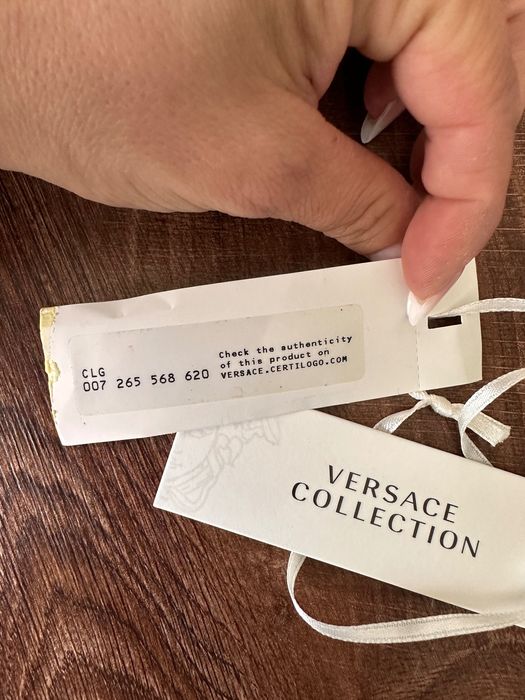 CLG
007 265 568 620
Check the authenticity
of this product on
VERSACE.CERTILOGO.COM
VERSACE
COLLECTION